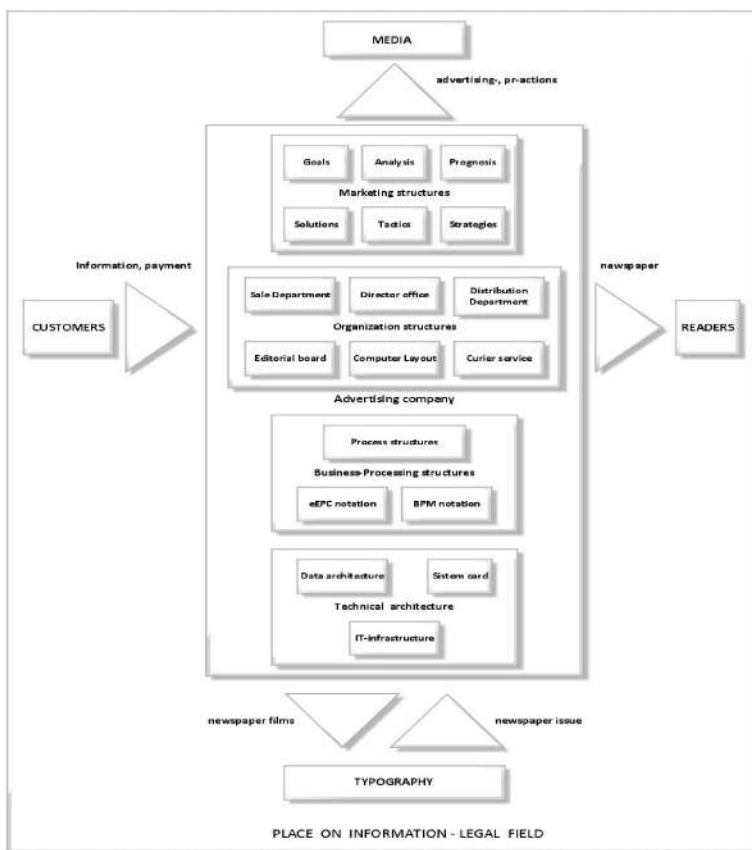 MEDIA
advertising-, pr-actions
Goals Analysis Prognosis
Marketing structures
Solutions Tactics Strategies
Information, payment
newspaper
Sale Department Director office Distribution
Department
CUSTOMERS
READERS
Organization structures
Editorial board Computer Layout Curier service
Advertising company
Process structures
Business-Processing structures
eEPC notation BPM notation
Data architecture Sistem card
Technical architecture
IT-infrastructure
newspaper films
newspaper issue
TYPOGRAPHY
PLACE ON INFORMATION - LEGAL FIELD